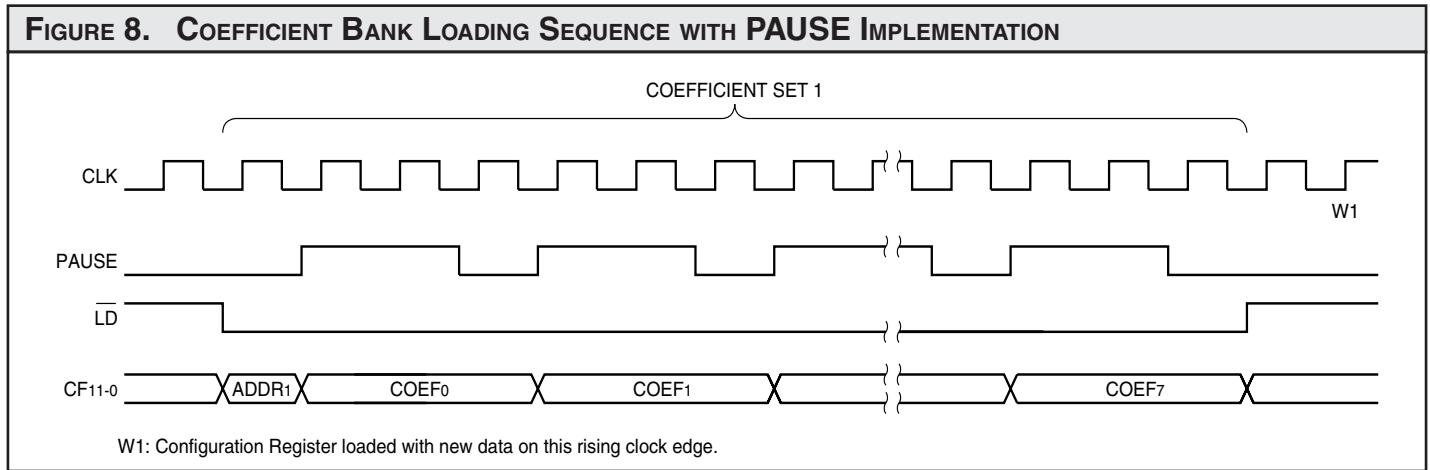 FIGURE 8. COEFFICIENT BANK LOADING SEQUENCE WITH PAUSE IMPLEMENTATION
COEFFICIENT SET 1
CLK
W1
PAUSE
LD
CF11-0 ADDR1 COEF0 COEF1 COEF7
W1: Configuration Register loaded with new data on this rising clock edge.